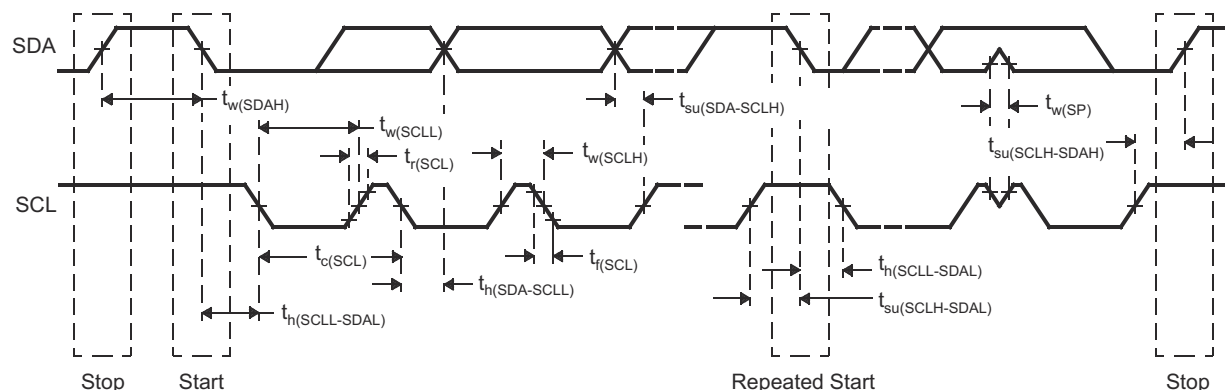 SDA
tw(SDAH)
tsu(SDA-SCLH)
tw(SP)
tw(SCLL)
tr(SCL)
tw(SCLH)
tsu(SCLH-SDAH)
SCL
tc(SCL)
tf(SCL)
th(SCLL-SDAL)
th(SDA-SCLL)
tsu(SCLH-SDAL)
th(SCLL-SDAL)
Stop
Start
Repeated Start
Stop